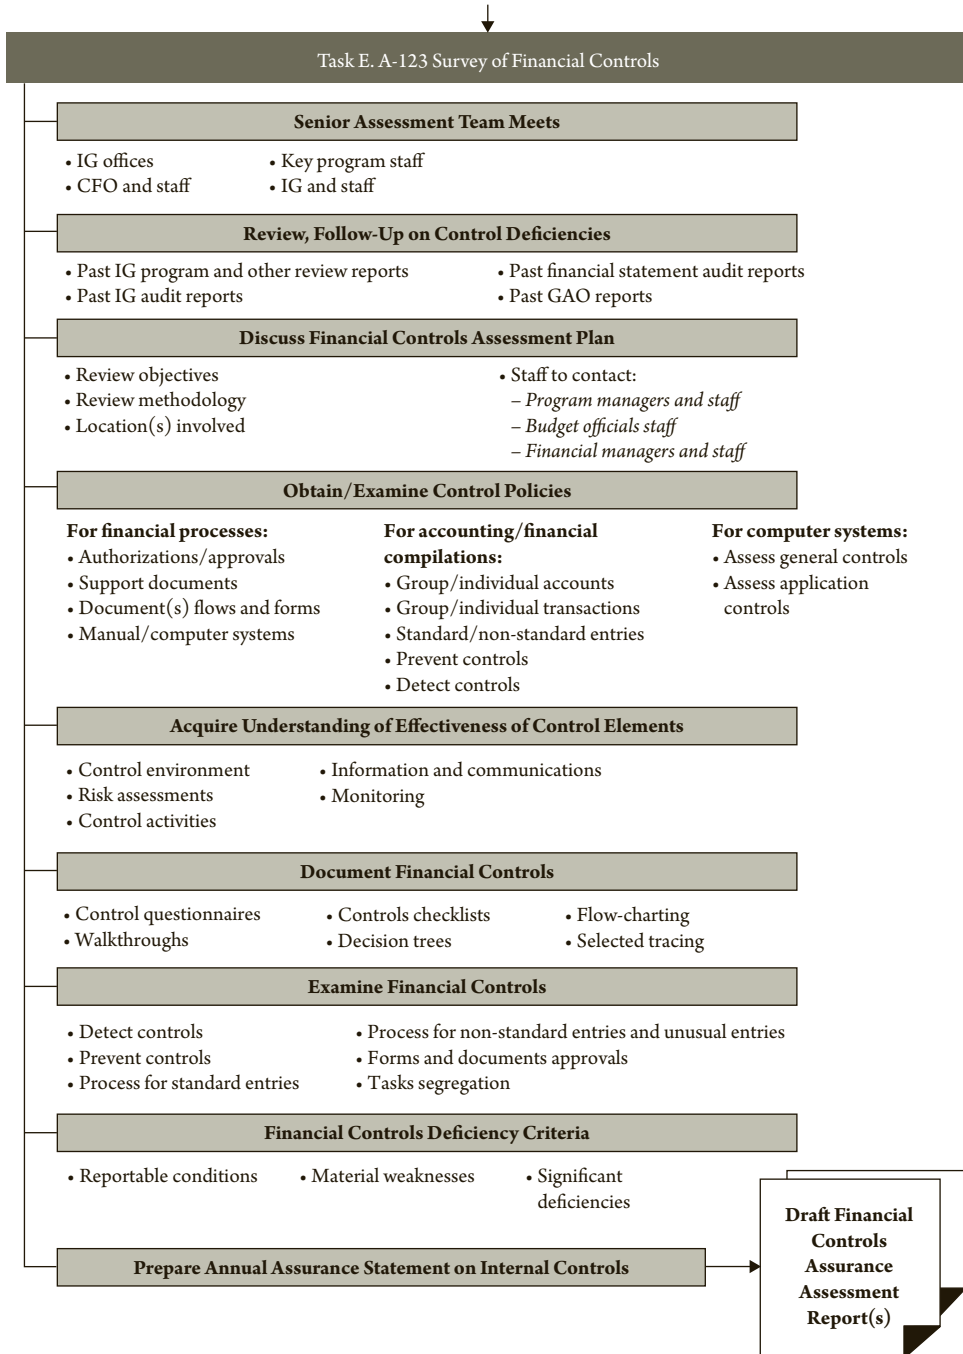 Task E. A-123 Survey of Financial Controls
Senior Assessment Team Meets
• IG offices
• CFO and staff
• Key program staff
• IG and staff
Review, Follow-Up on Control Deficiencies
• Past IG program and other review reports
• Past IG audit reports
• Past financial statement audit reports
• Past GAO reports
Discuss Financial Controls Assessment Plan
• Review objectives
• Review methodology
• Location(s) involved
• Staff to contact:
– Program managers and staff
– Budget officials staff
– Financial managers and staff
Obtain/Examine Control Policies
For financial processes:
• Authorizations/approvals
• Support documents
• Document(s) flows and forms
• Manual/computer systems
For accounting/financial
compilations:
• Group/individual accounts
• Group/individual transactions
• Standard/non-standard entries
• Prevent controls
• Detect controls
For computer systems:
• Assess general controls
• Assess application
controls
Acquire Understanding of Effectiveness of Control Elements
• Control environment
• Risk assessments
• Control activities
• Information and communications
• Monitoring
Document Financial Controls
• Control questionnaires
• Walkthroughs
• Controls checklists
• Decision trees
• Flow-charting
• Selected tracing
Examine Financial Controls
• Detect controls
• Prevent controls
• Process for standard entries
• Process for non-standard entries and unusual entries
• Forms and documents approvals
• Tasks segregation
Financial Controls Deficiency Criteria
• Reportable conditions
• Material weaknesses
• Significant
deficiencies
Prepare Annual Assurance Statement on Internal Controls
Draft Financial
Controls
Assurance
Assessment
Report(s)